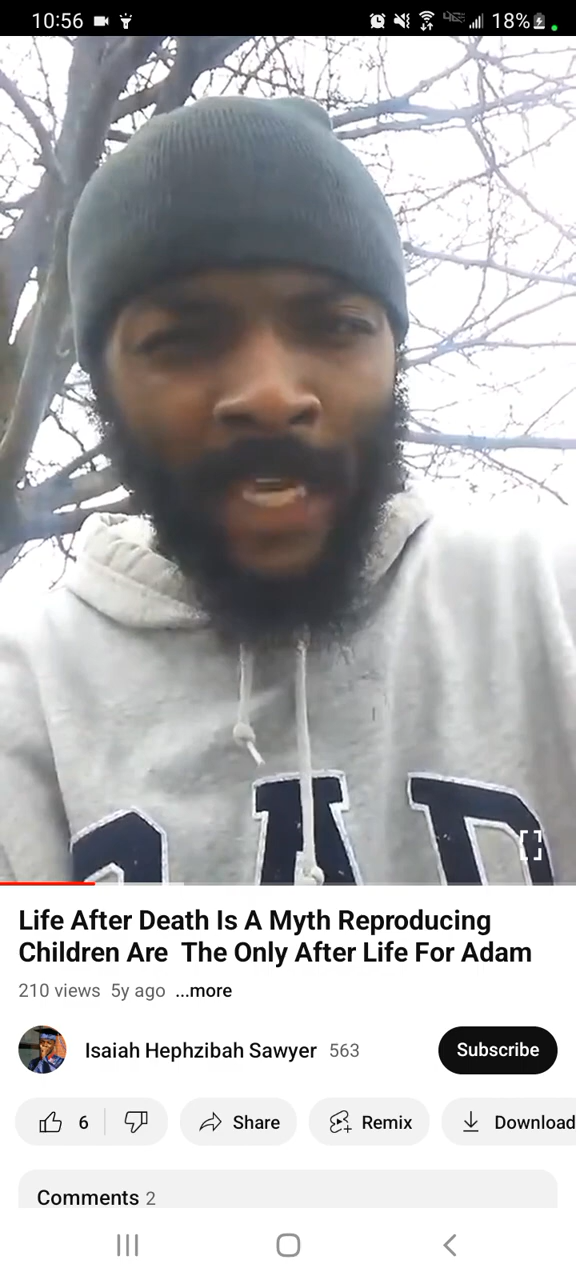 10:56 18%
Life After Death Is A Myth Reproducing
Children Are The Only After Life For Adam
210 views 5y ago ...more
Isaiah Hephzibah Sawyer 563
Subscribe
6 Share Remix Download
Comments 2